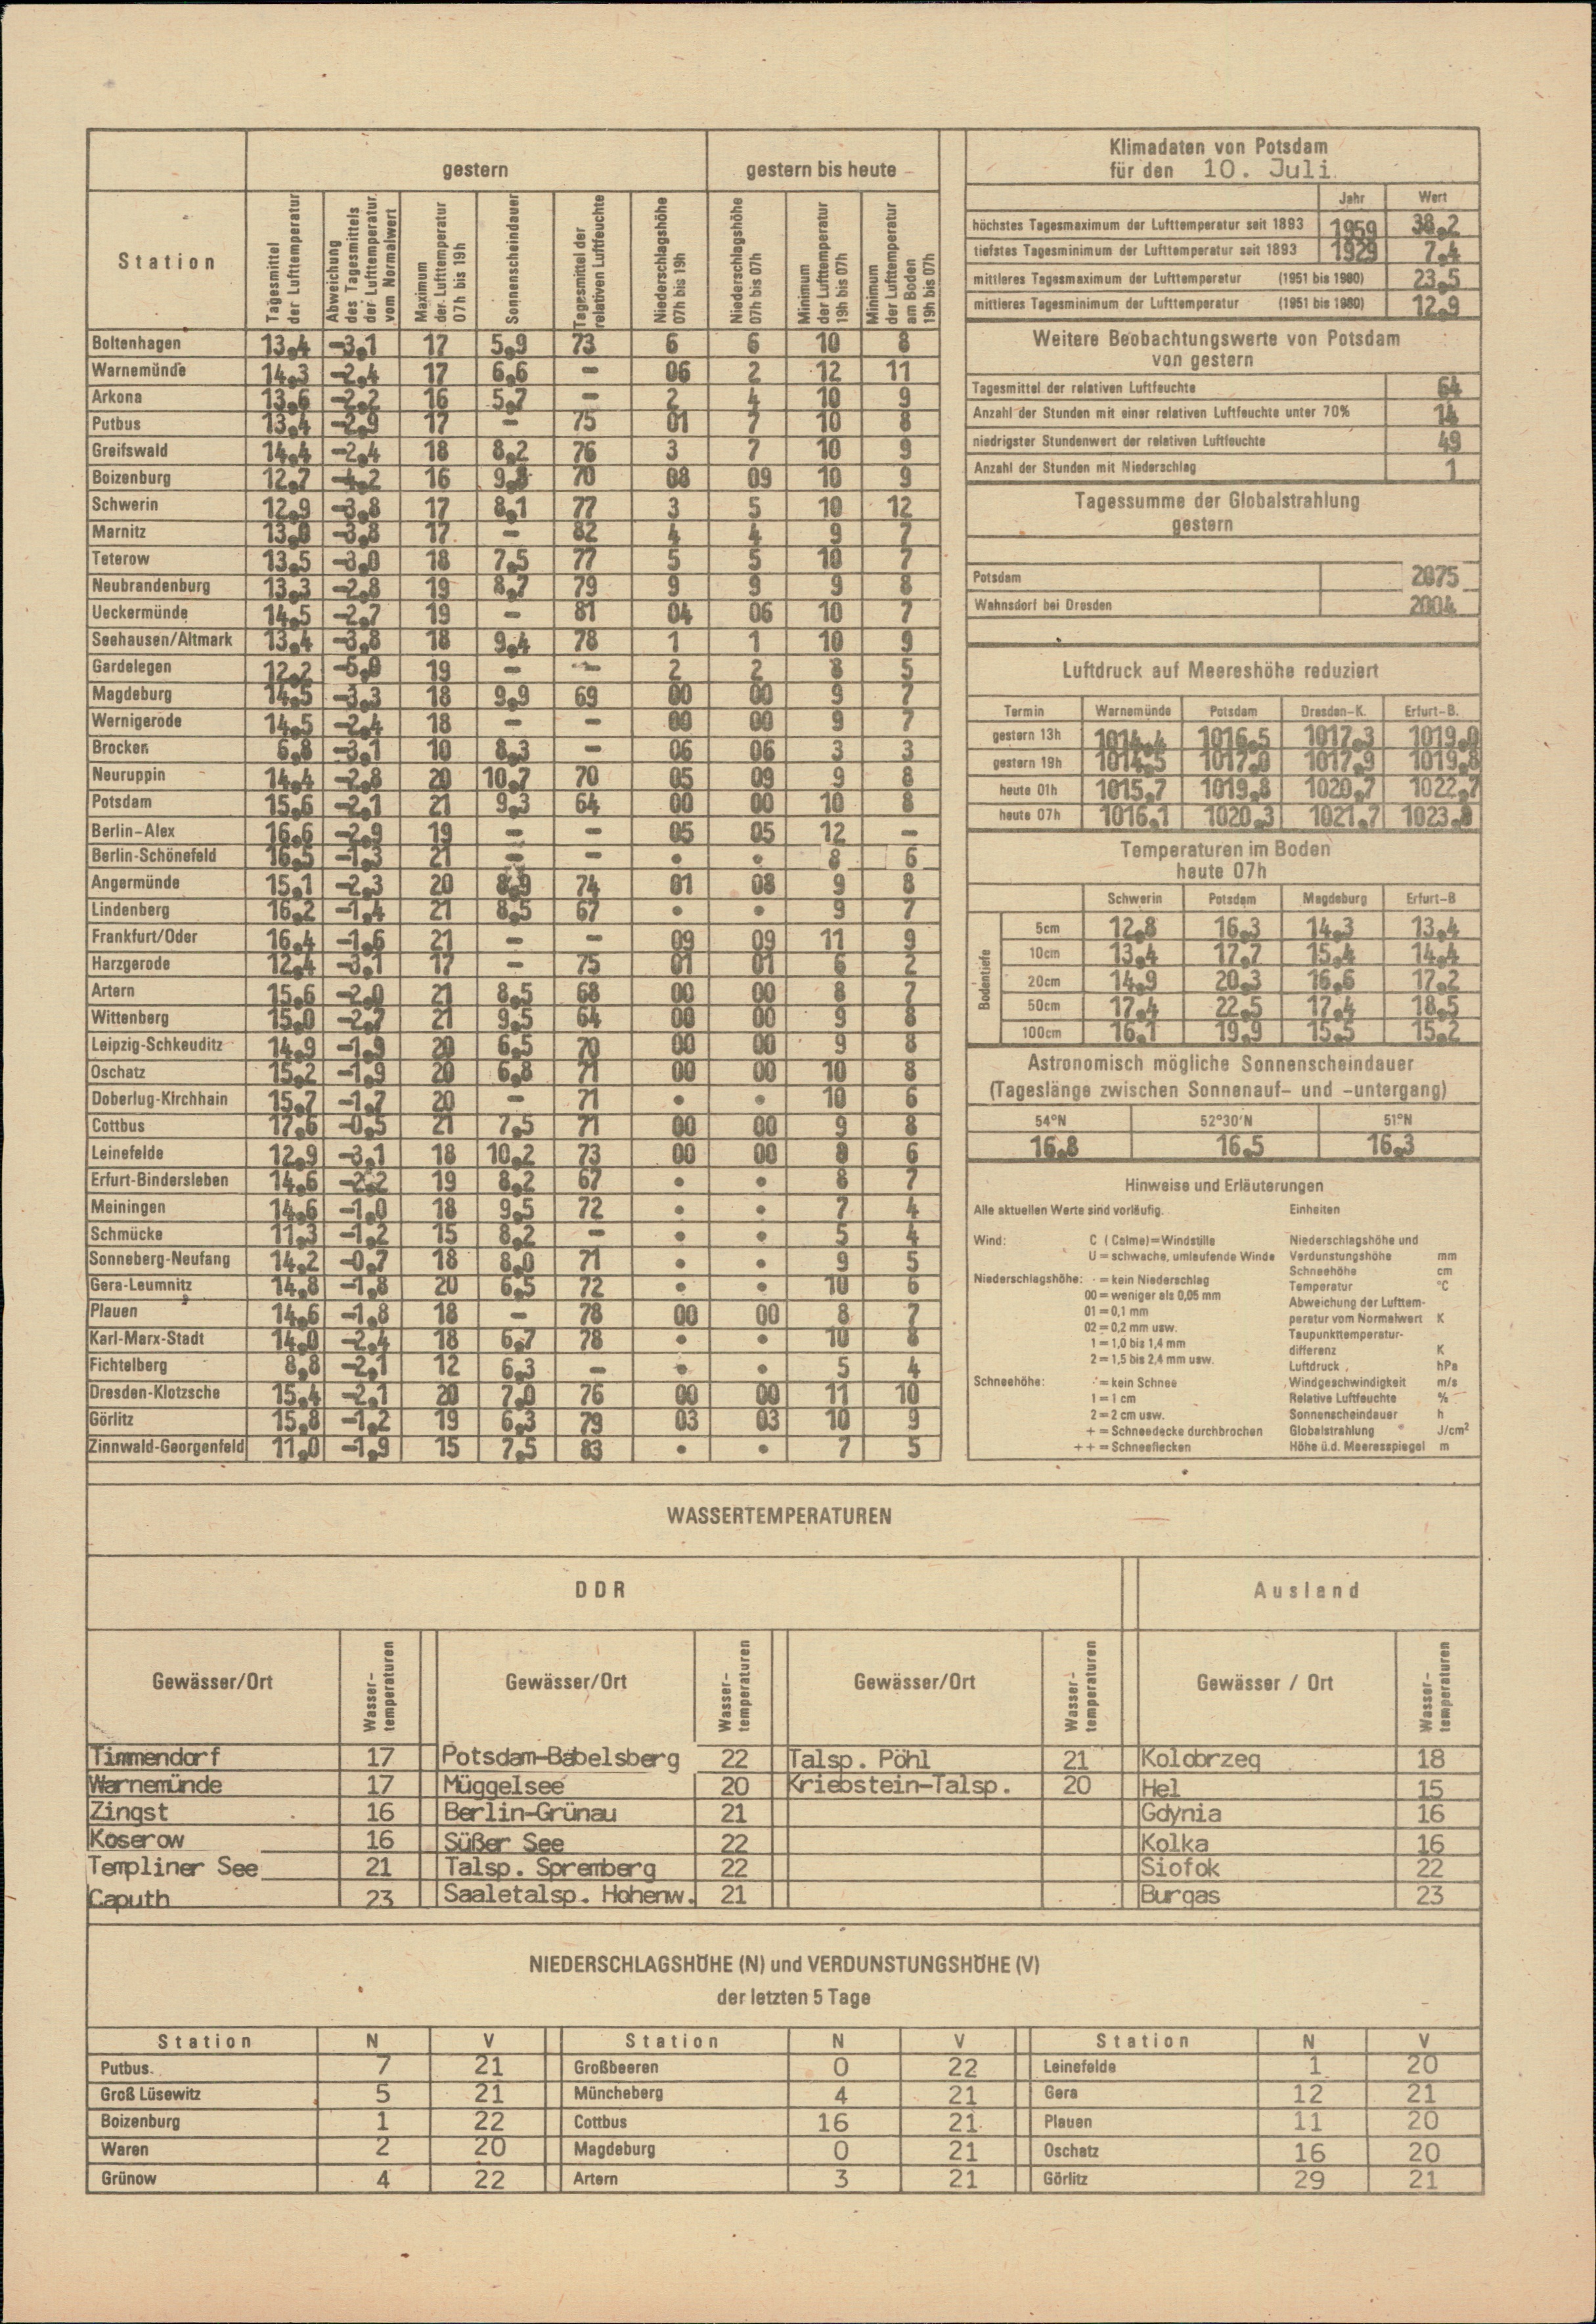 gestern
gestern bis heute
Station
Tagesmittel der Lufttemperatur
Abweichung des Tagesmittels der Lufttemperatur vom Normalwert
Maximum der Lufttemperatur 07h bis 19h
Sonnenscheindauer
Tagesmittel der relativen Luftfeuchte
Niederschlagshöhe 07h bis 19h
Niederschlagshöhe 07h bis 07h
Minimum der Lufttemperatur 19h bis 07h
Minimum der Lufttemperatur am Boden 19h bis 07h
Boltenhagen 13,4 -3,1 17 5,9 73 6 6 10 8
Warnemünde 14,3 -2,4 17 6,6 - 06 2 12 11
Arkona 13,6 -2,2 16 5,7 - 2 4 10 9
Putbus 13,4 -2,9 17 - 75 01 7 10 8
Greifswald 14,4 -2,4 18 8,2 76 3 7 10 9
Boizenburg 12,7 -4,2 16 9,8 70 08 09 10 9
Schwerin 12,9 -3,8 17 8,1 77 3 5 10 12
Marnitz 13,0 -3,8 17 - 82 4 4 9 7
Teterow 13,5 -3,0 18 7,5 77 5 5 10 7
Neubrandenburg 13,3 -2,8 19 8,7 79 9 9 9 8
Ueckermünde 14,5 -2,7 19 - 81 04 06 10 7
Seehausen/Altmark 13,4 -3,8 18 9,4 78 1 1 10 9
Gardelegen 12,2 -5,0 19 - - 2 2 8 5
Magdeburg 14,5 -3,3 18 9,9 69 00 00 9 7
Wernigerode 14,5 -2,4 18 - - 00 00 9 7
Brocken 6,8 -3,1 10 8,3 - 06 06 3 3
Neuruppin 14,4 -2,8 20 10,7 70 05 09 9 8
Potsdam 15,6 -2,1 21 9,3 64 00 00 10 8
Berlin-Alex 16,6 -2,9 19 - - 05 05 12 -
Berlin-Schönefeld 16,5 -1,3 21 - - • • 8 6
Angermünde 15,1 -2,3 20 8,9 74 01 08 9 8
Lindenberg 16,2 -1,4 21 8,5 67 • • 9 7
Frankfurt/Oder 16,4 -1,6 21 - - 09 09 11 9
Harzgerode 12,4 -3,1 17 - 75 01 01 6 2
Artern 15,6 -2,0 21 8,5 68 00 00 8 7
Wittenberg 15,0 -2,7 21 9,5 64 00 00 9 8
Leipzig-Schkeuditz 14,9 -1,9 20 6,5 70 00 00 9 8
Oschatz 15,2 -1,9 20 6,8 71 00 00 10 8
Doberlug-Kirchhain 15,7 -1,7 20 - 71 • • 10 6
Cottbus 17,6 -0,5 21 7,5 71 00 00 9 8
Leinefelde 12,9 -3,1 18 10,2 73 00 00 8 6
Erfurt-Bindersleben 14,6 -2,2 19 8,2 67 • • 8 7
Meiningen 14,6 -1,0 18 9,5 72 • • 7 4
Schmücke 11,3 -1,2 15 8,2 - • • 5 4
Sonneberg-Neufang 14,2 -0,7 18 8,0 71 • • 9 5
Gera-Leumnitz 14,8 -1,8 20 6,5 72 • • 10 6
Plauen 14,6 -1,8 18 - 78 00 00 8 7
Karl-Marx-Stadt 14,0 -2,4 18 6,7 78 • • 10 8
Fichtelberg 8,8 -2,1 12 6,3 - • • 5 4
Dresden-Klotzsche 15,4 -2,1 20 7,0 76 00 00 11 10
Görlitz 15,8 -1,2 19 6,3 79 03 03 10 9
Zinnwald-Georgenfeld 11,0 -1,9 15 7,5 83 • • 7 5
Klimadaten von Potsdam
für den 10. Juli
Jahr Wert
höchstes Tagesmaximum der Lufttemperatur seit 1893 1959 38,2
tiefstes Tagesminimum der Lufttemperatur seit 1893 1929 7,4
mittleres Tagesmaximum der Lufttemperatur (1951 bis 1980) 23,5
mittleres Tagesminimum der Lufttemperatur (1951 bis 1980) 12,9
Weitere Beobachtungswerte von Potsdam
von gestern
Tagesmittel der relativen Luftfeuchte 64
Anzahl der Stunden mit einer relativen Luftfeuchte unter 70% 14
niedrigster Stundenwert der relativen Luftfeuchte 49
Anzahl der Stunden mit Niederschlag 1
Tagessumme der Globalstrahlung
gestern
Potsdam 2075
Wahnsdorf bei Dresden 2004
Luftdruck auf Meereshöhe reduziert
Termin Warnemünde Potsdam Dresden-K. Erfurt-B.
gestern 13h 1014,4 1016,5 1017,3 1019,0
gestern 19h 1014,5 1017,0 1017,9 1019,8
heute 01h 1015,7 1019,8 1020,7 1022,7
heute 07h 1016,1 1020,3 1021,7 1023,8
Temperaturen im Boden
heute 07h
Schwerin Potsdam Magdeburg Erfurt-B
Bodentiefe
5cm 12,8 16,3 14,3 13,4
10cm 13,4 17,7 15,4 14,4
20cm 14,9 20,3 16,6 17,2
50cm 17,4 22,5 17,4 18,5
100cm 16,1 19,9 15,5 15,2
Astronomisch mögliche Sonnenscheindauer
(Tageslänge zwischen Sonnenauf- und -untergang)
54°N 52°30'N 51°N
16,8 16,5 16,3
Hinweise und Erläuterungen
Alle aktuellen Werte sind vorläufig. Einheiten
Wind: C (Calme)=Windstille Niederschlagshöhe und
U = schwache, umlaufende Winde Verdunstungshöhe mm
Schneehöhe cm
Niederschlagshöhe: · = kein Niederschlag Temperatur °C
00 = weniger als 0,05 mm Abweichung der Lufttem-
01 = 0,1 mm peratur vom Normalwert K
02 = 0,2 mm usw. Taupunkttemperatur-
1 = 1,0 bis 1,4 mm differenz K
2 = 1,5 bis 2,4 mm usw. Luftdruck hPa
Schneehöhe: · = kein Schnee Windgeschwindigkeit m/s
1 = 1 cm Relative Luftfeuchte %
2 = 2 cm usw. Sonnenscheindauer h
+ = Schneedecke durchbrochen Globalstrahlung J/cm²
++ = Schneeflecken Höhe ü.d. Meeresspiegel m
WASSERTEMPERATUREN
DDR Ausland
Gewässer/Ort Wasser-temperaturen Gewässer/Ort Wasser-temperaturen Gewässer/Ort Wasser-temperaturen Gewässer / Ort Wasser-temperaturen
Timmendorf 17 Potsdam-Babelsberg 22 Talsp. Pöhl 21 Kolobrzeg 18
Warnemünde 17 Müggelsee 20 Kriebstein-Talsp. 20 Hel 15
Zingst 16 Berlin-Grünau 21 Gdynia 16
Koserow 16 Süßer See 22 Kolka 16
Templiner See 21 Talsp. Spremberg 22 Siofok 22
Caputh 23 Saaletalsp. Hohenw. 21 Burgas 23
NIEDERSCHLAGSHÖHE (N) und VERDUNSTUNGSHÖHE (V)
der letzten 5 Tage
Station N V Station N V Station N V
Putbus 7 21 Großbeeren 0 22 Leinefelde 1 20
Groß Lüsewitz 5 21 Müncheberg 4 21 Gera 12 21
Boizenburg 1 22 Cottbus 16 21 Plauen 11 20
Waren 2 20 Magdeburg 0 21 Oschatz 16 20
Grünow 4 22 Artern 3 21 Görlitz 29 21